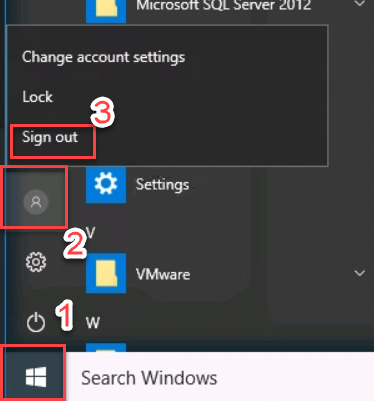 Microsoft SQL Server 2012
Change account settings
Lock
3
Sign out
Settings
2
V
VMware
1
W
Search Windows